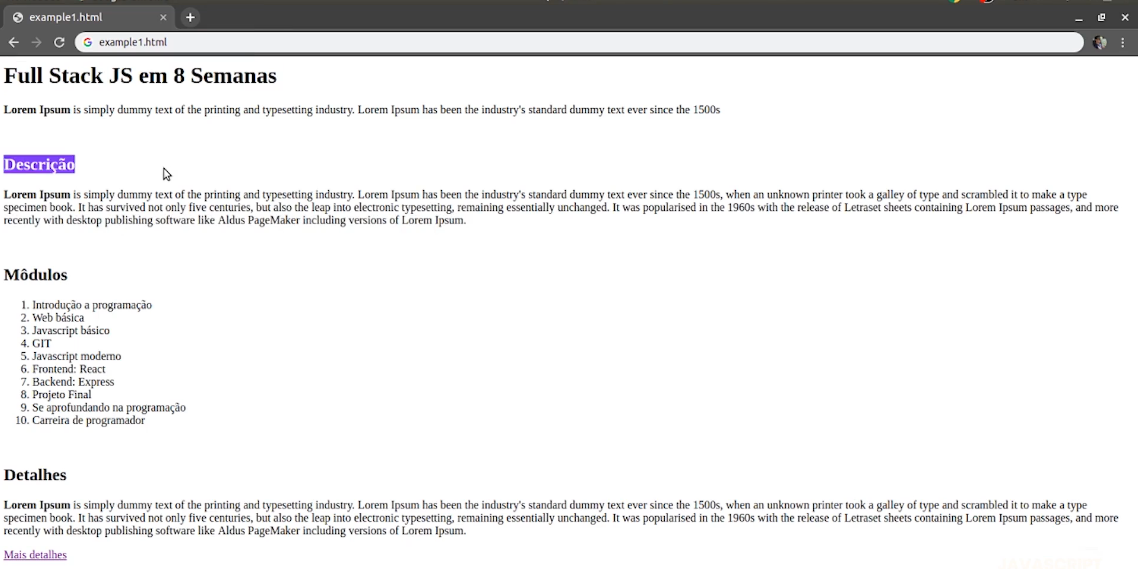 example1.html
example1.html
Full Stack JS em 8 Semanas
Lorem Ipsum is simply dummy text of the printing and typesetting industry. Lorem Ipsum has been the industry's standard dummy text ever since the 1500s
Descrição
Lorem Ipsum is simply dummy text of the printing and typesetting industry. Lorem Ipsum has been the industry's standard dummy text ever since the 1500s, when an unknown printer took a galley of type and scrambled it to make a type
specimen book. It has survived not only five centuries, but also the leap into electronic typesetting, remaining essentially unchanged. It was popularised in the 1960s with the release of Letraset sheets containing Lorem Ipsum passages, and more
recently with desktop publishing software like Aldus PageMaker including versions of Lorem Ipsum.
Môdulos
1. Introdução a programação
2. Web básica
3. Javascript básico
4. GIT
5. Javascript moderno
6. Frontend: React
7. Backend: Express
8. Projeto Final
9. Se aprofundando na programação
10. Carreira de programador
Detalhes
Lorem Ipsum is simply dummy text of the printing and typesetting industry. Lorem Ipsum has been the industry's standard dummy text ever since the 1500s, when an unknown printer took a galley of type and scrambled it to make a type
specimen book. It has survived not only five centuries, but also the leap into electronic typesetting, remaining essentially unchanged. It was popularised in the 1960s with the release of Letraset sheets containing Lorem Ipsum passages, and more
recently with desktop publishing software like Aldus PageMaker including versions of Lorem Ipsum.
Mais detalhes